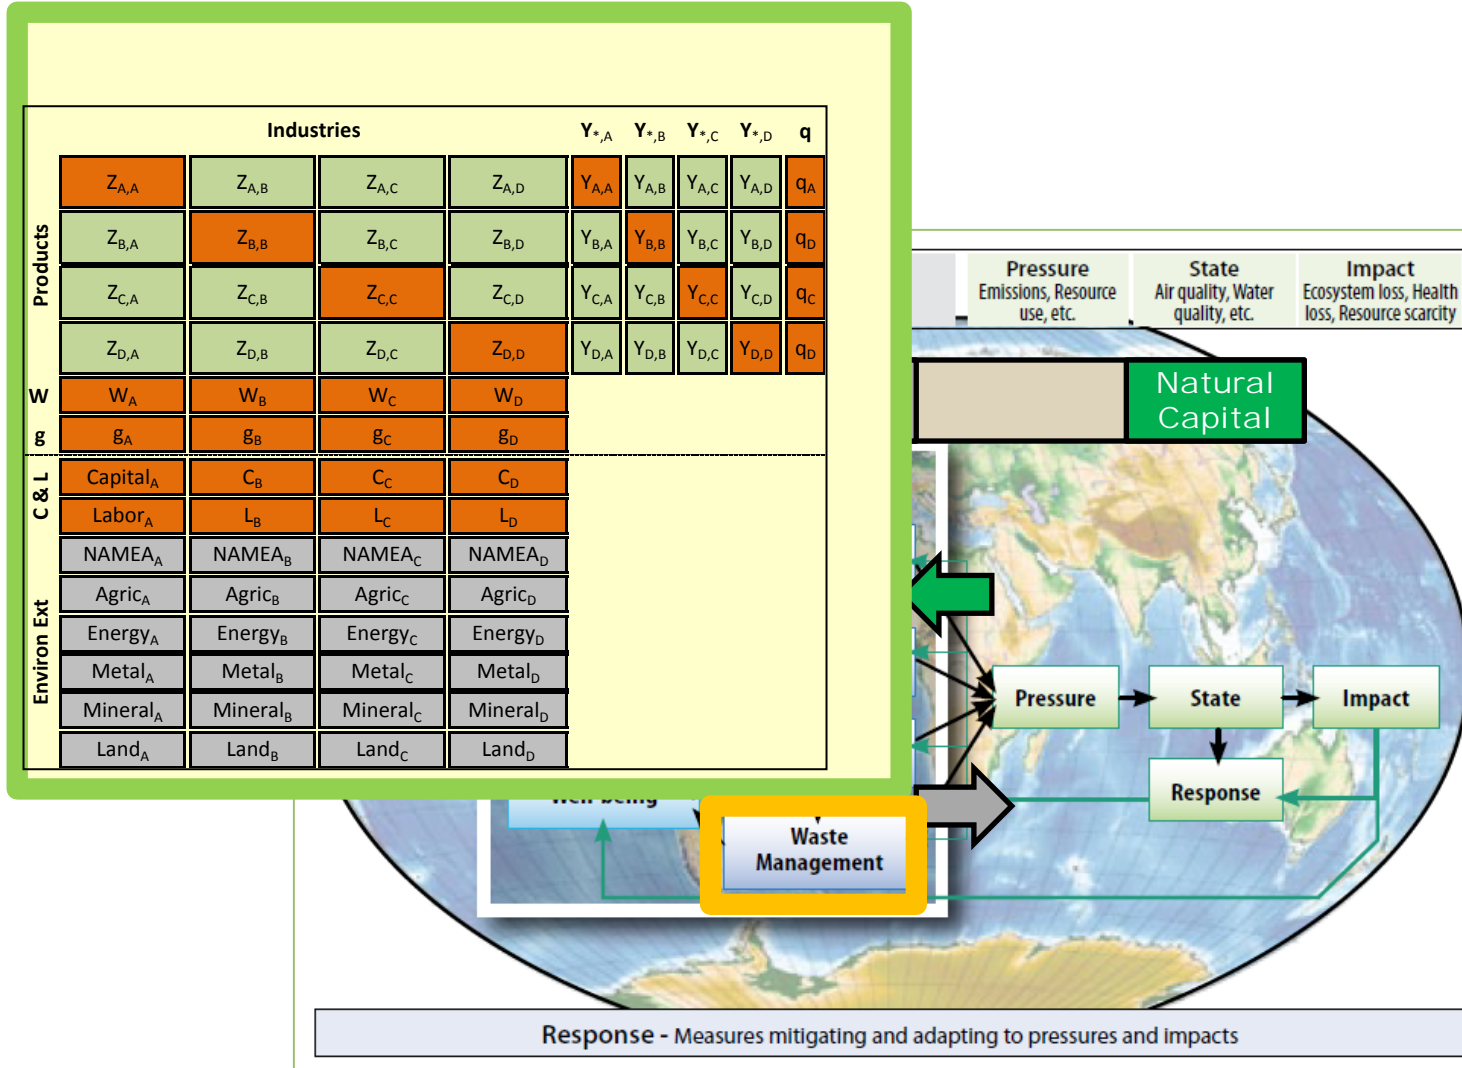 Industries Y*,A Y*,B Y*,C Y*,D q
Products
ZA,A ZA,B ZA,C ZA,D YA,A YA,B YA,C YA,D qA
ZB,A ZB,B ZB,C ZB,D YB,A YB,B YB,C YB,D qD
ZC,A ZC,B ZC,C ZC,D YC,A YC,B YC,C YC,D qC
ZD,A ZD,B ZD,C ZD,D YD,A YD,B YD,C YD,D qD
W WA WB WC WD
g gA gB gC gD
C & L
CapitalA CB CC CD
LaborA LB LC LD
Environ Ext
NAMEAA NAMEAB NAMEAC NAMEAD
AgricA AgricB AgricC AgricD
EnergyA EnergyB EnergyC EnergyD
MetalA MetalB MetalC MetalD
MineralA MineralB MineralC MineralD
LandA LandB LandC LandD
Pressure
Emissions, Resource
use, etc.
State
Air quality, Water
quality, etc.
Impact
Ecosystem loss, Health
loss, Resource scarcity
Natural
Capital
Pressure
State
Impact
Response
Well-being
Waste
Management
Response - Measures mitigating and adapting to pressures and impacts